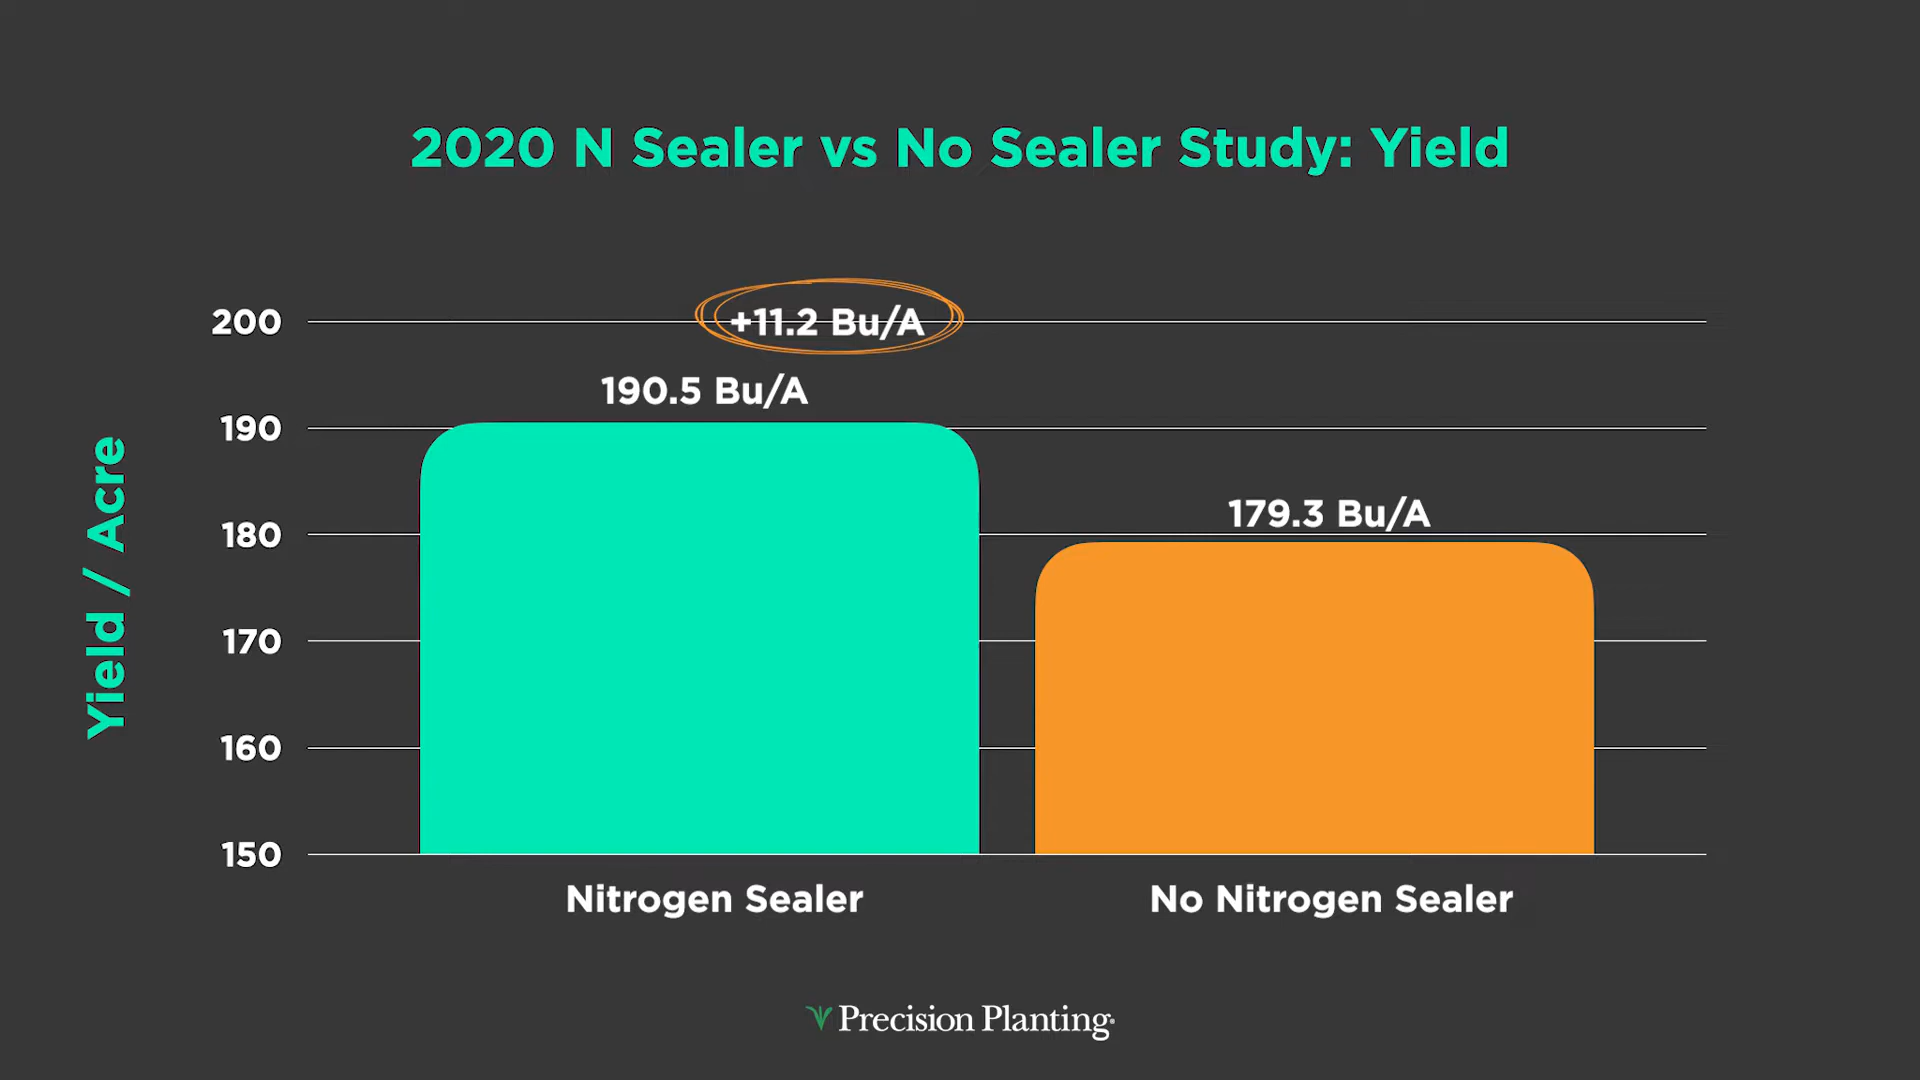 2020 N Sealer vs No Sealer Study: Yield
+11.2 Bu/A
190.5 Bu/A
179.3 Bu/A
200
190
180
170
160
150
Yield / Acre
Nitrogen Sealer
No Nitrogen Sealer
Precision Planting®